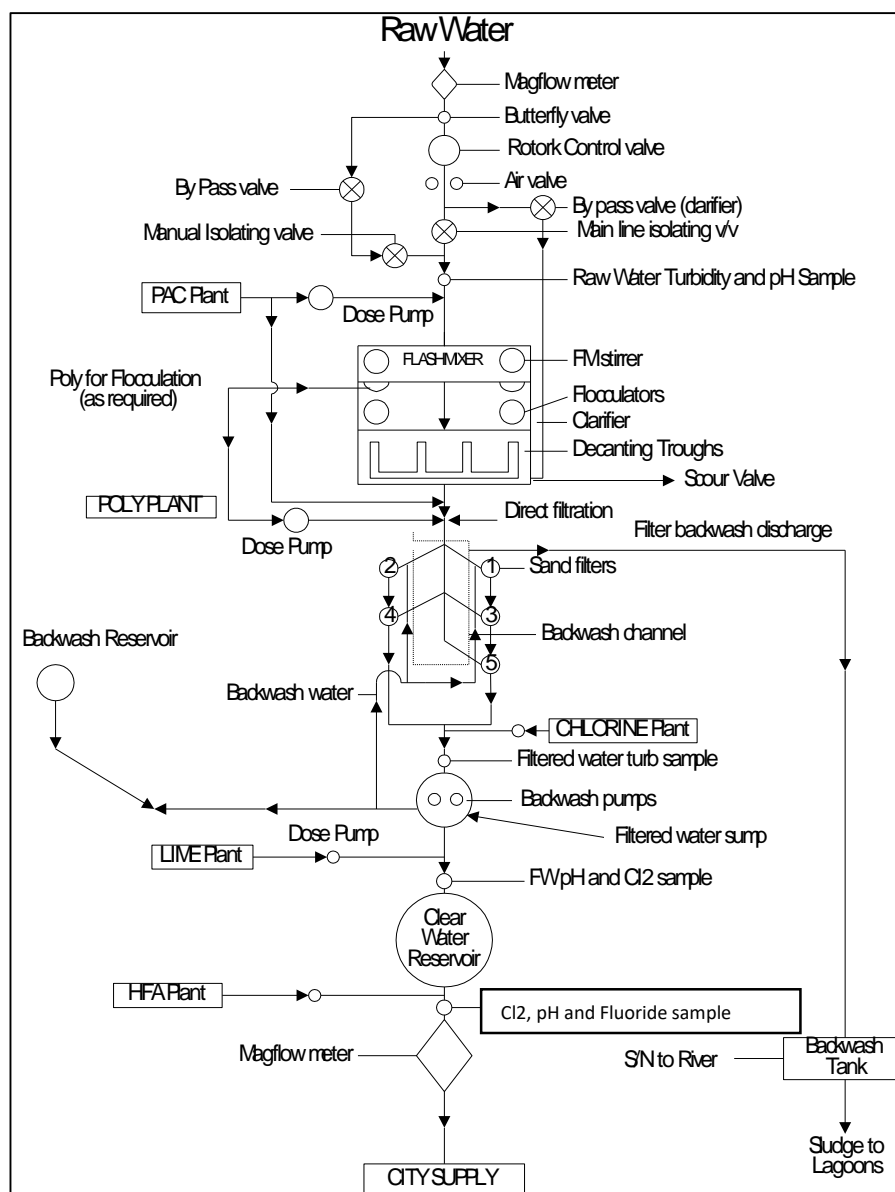 Raw Water
Magflow meter
Butterfly valve
Rotork Control valve
Air valve
By Pass valve
By pass valve (clarifier)
Manual Isolating valve
Main line isolating v/v
Raw Water Turbidity and pH Sample
PAC Plant
Dose Pump
FLASHMIXER
FM stirrer
Poly for Flocculation
(as required)
Flocculators
Clarifier
Decanting Troughs
Scour Valve
POLY PLANT
Direct filtration
Dose Pump
Filter backwash discharge
2
1
Sand filters
4
3
Backwash channel
Backwash Reservoir
5
Backwash water
CHLORINE Plant
Filtered water turb sample
Backwash pumps
Dose Pump
Filtered water sump
LIME Plant
FW pH and Cl2 sample
Clear
Water
Reservoir
HFA Plant
Cl2, pH and Fluoride sample
Magflow meter
S/N to River
Backwash
Tank
Sludge to
Lagoons
CITY SUPPLY